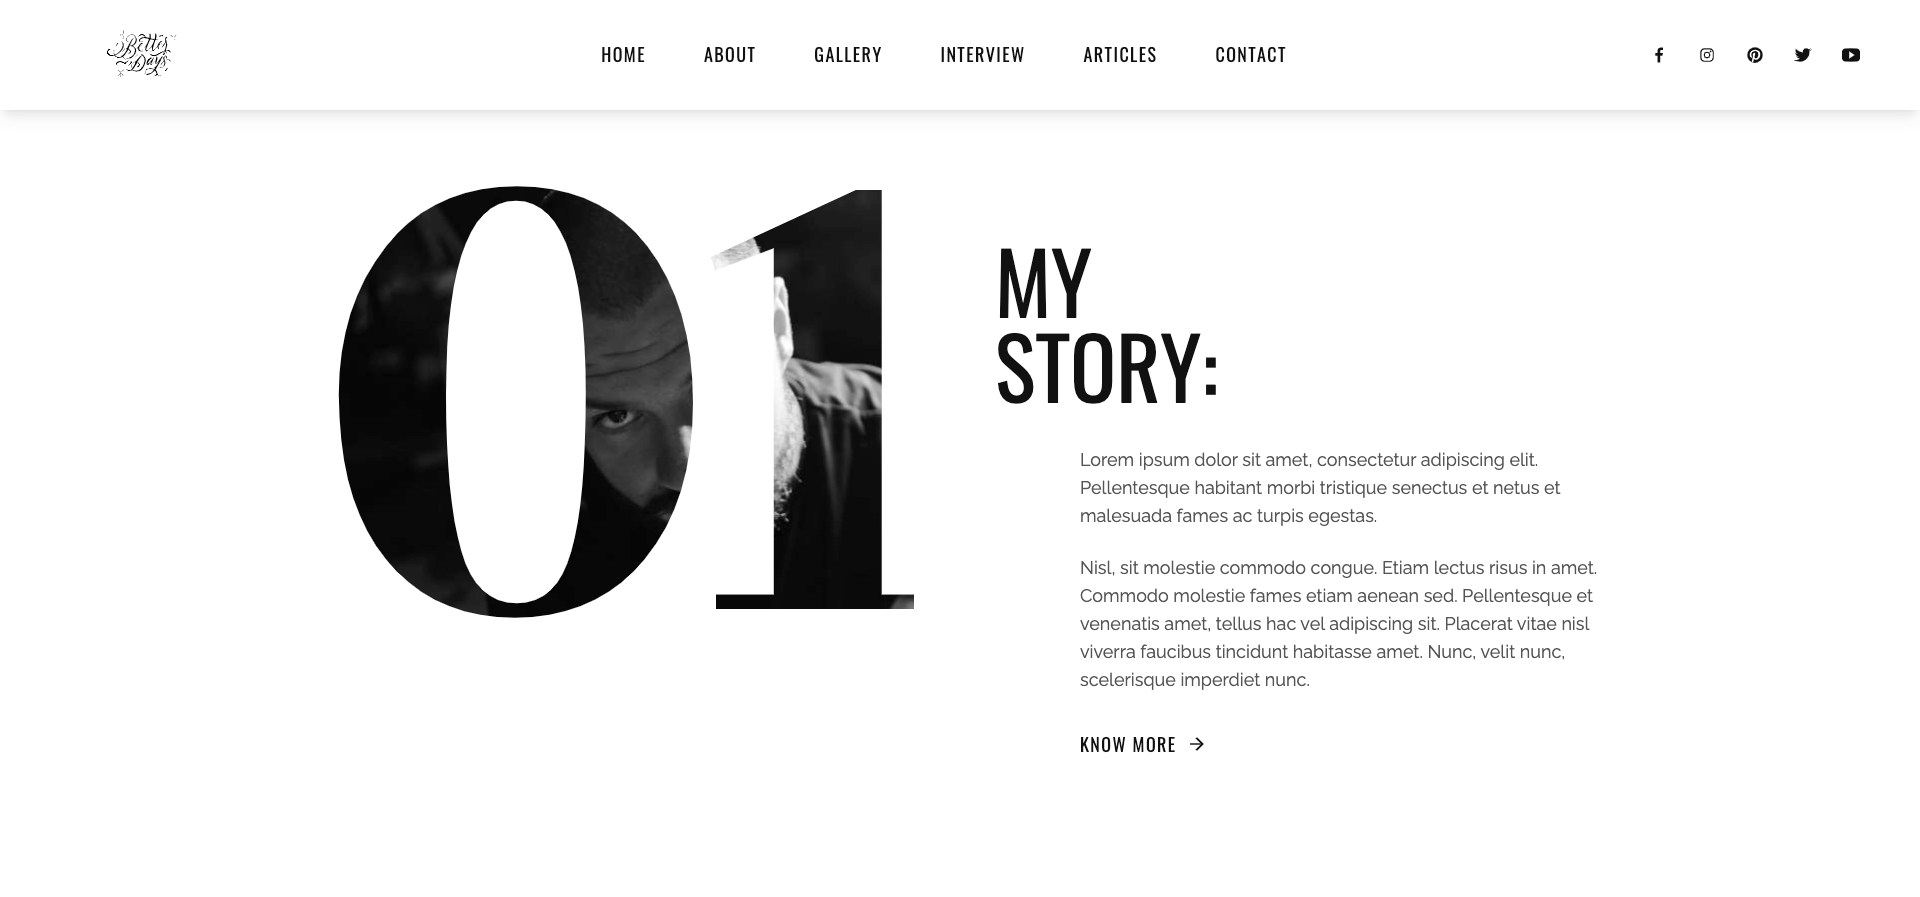 Better Days
HOME ABOUT GALLERY INTERVIEW ARTICLES CONTACT
01
MY
STORY:
Lorem ipsum dolor sit amet, consectetur adipiscing elit.
Pellentesque habitant morbi tristique senectus et netus et
malesuada fames ac turpis egestas.
Nisl, sit molestie commodo congue. Etiam lectus risus in amet.
Commodo molestie fames etiam aenean sed. Pellentesque et
venenatis amet, tellus hac vel adipiscing sit. Placerat vitae nisl
viverra faucibus tincidunt habitasse amet. Nunc, velit nunc,
scelerisque imperdiet nunc.
KNOW MORE →